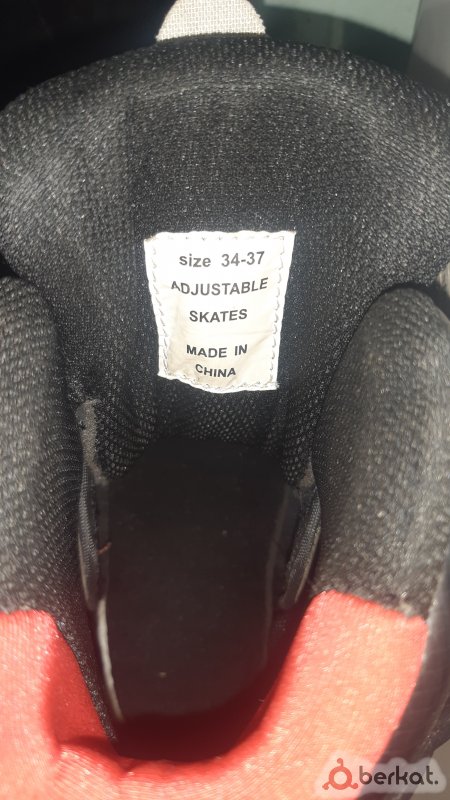 size 34-37
ADJUSTABLE
SKATES
MADE IN
CHINA
berkat.